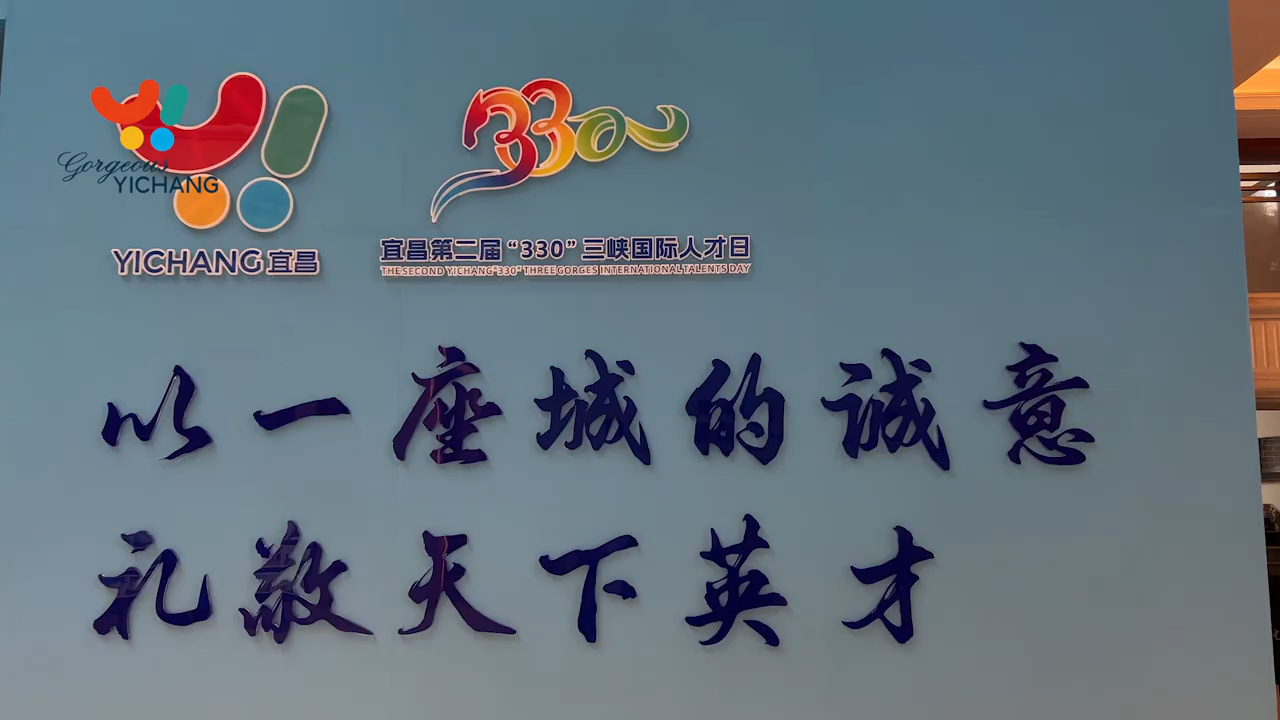 Gorgeous
YICHANG
YICHANG 宜昌
330
宜昌第二届“330”三峡国际人才日
THE SECOND YICHANG"330" THREE GORGES INTERNATIONAL TALENTS DAY
以一座城的诚意
礼敬天下英才